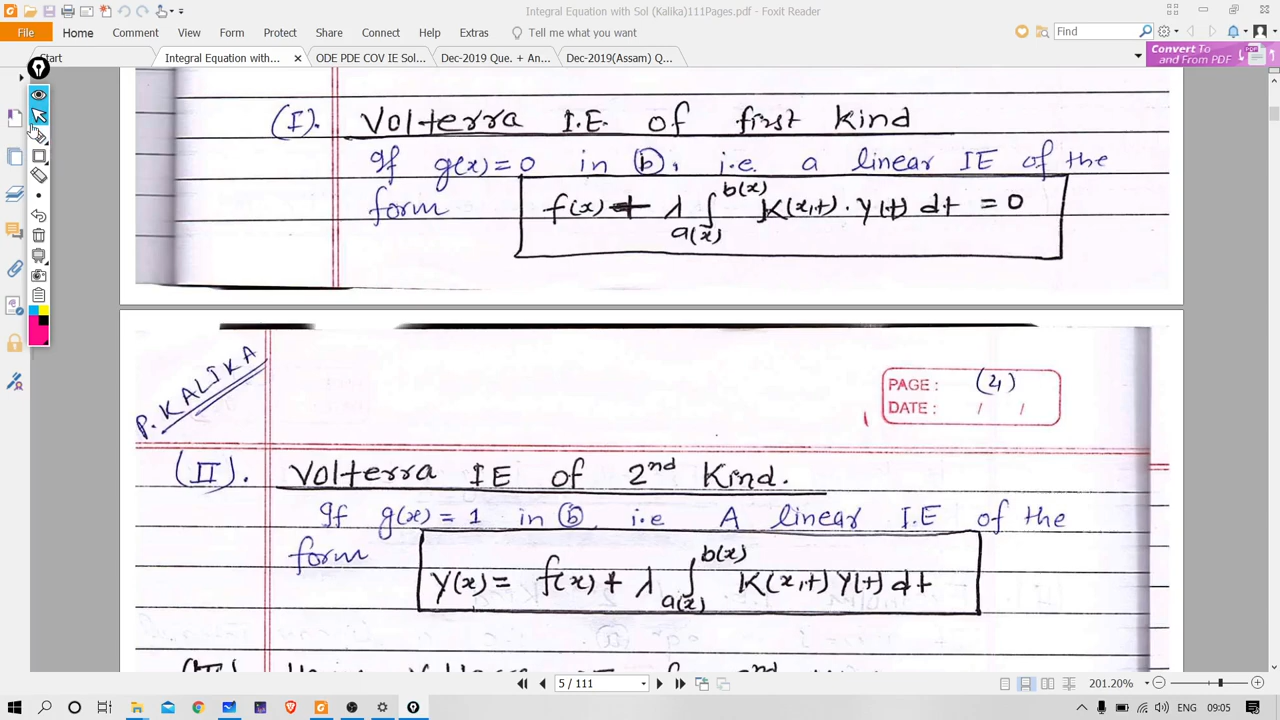 Integral Equation with Sol (Kalika)111Pages.pdf - Foxit Reader
File Home Comment View Form Protect Share Connect Help Extras Tell me what you want Find
Start Integral Equation with... ODE PDE COV IE Sol... Dec-2019 Que. + An... Dec-2019(Assam) Q... Convert To
and From PDF
(I). Volterra I.E. of first Kind
If g(x)=0 in (b), i.e. a linear IE of the
form f(x) + λ ∫_{a(x)}^{b(x)} K(x,t). Y(t) dt = 0
P. KALIKA
PAGE : (4)
DATE : / /
(II). Volterra IE of 2nd Kind.
If g(x) = 1 in (b) i.e A linear I.E of the
form Y(x) = f(x) + λ ∫_{a(x)}^{b(x)} K(x,t) Y(t) dt
5 / 111 201.20%
ENG 09:05